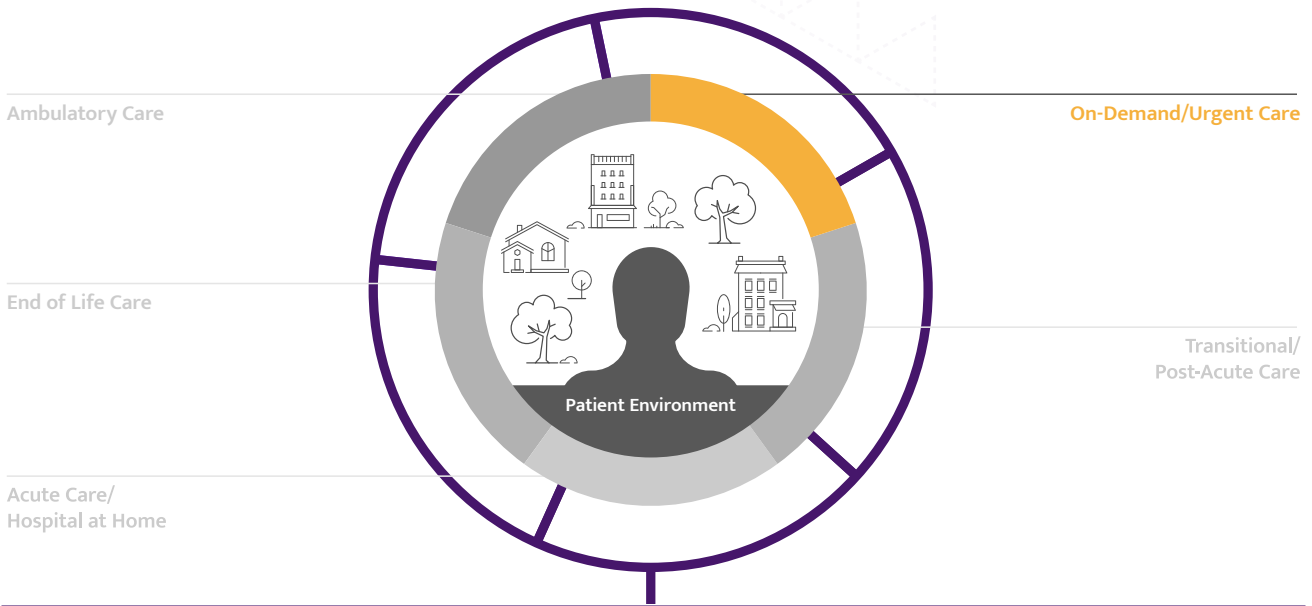 Ambulatory Care
On-Demand/Urgent Care
End of Life Care
Transitional/
Post-Acute Care
Patient Environment
Acute Care/
Hospital at Home